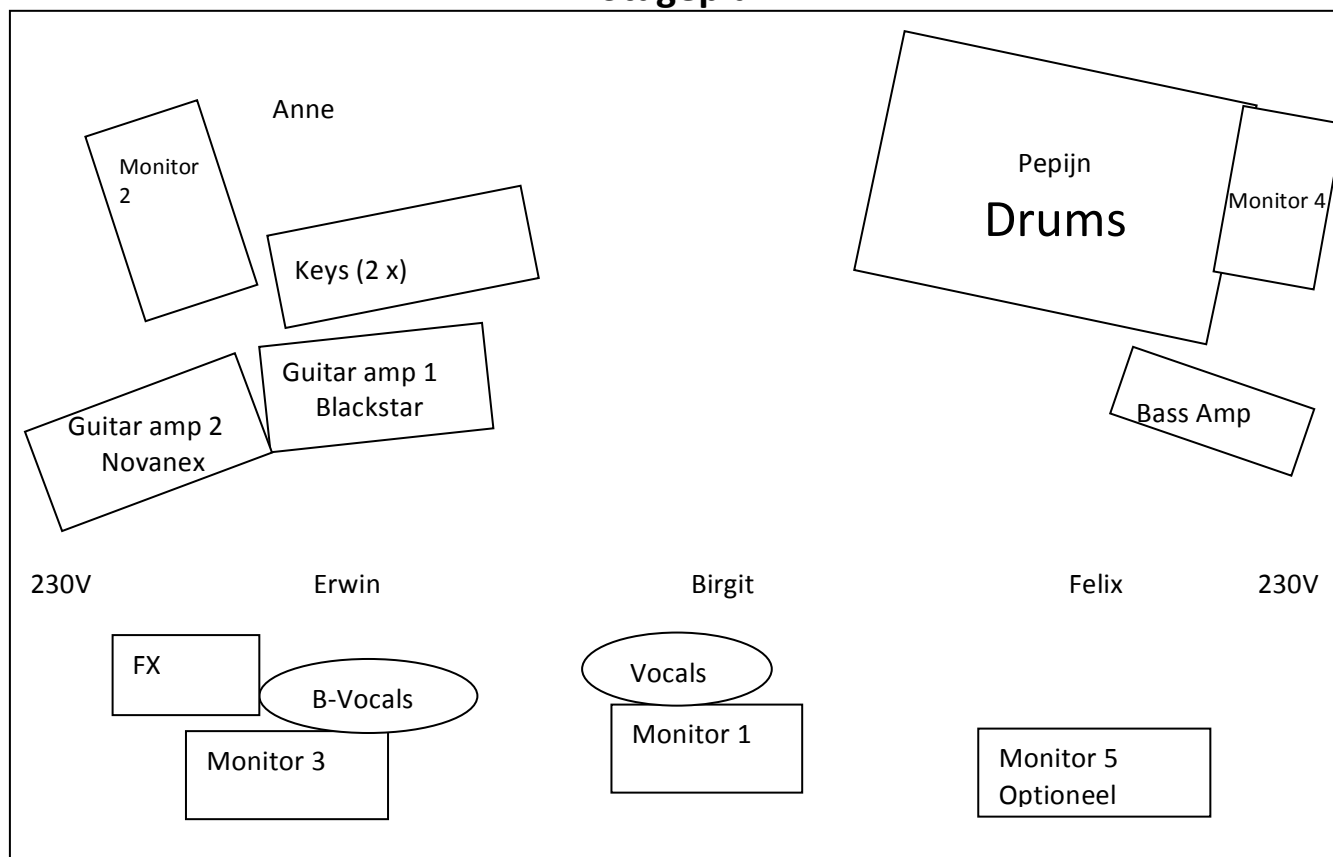 Anne
Monitor
2
Keys (2 x)
Pepijn
Drums
Monitor 4
Guitar amp 1
Blackstar
Guitar amp 2
Novanex
Bass Amp
230V
Erwin
Birgit
Felix
230V
FX
B-Vocals
Vocals
Monitor 3
Monitor 1
Monitor 5
Optioneel